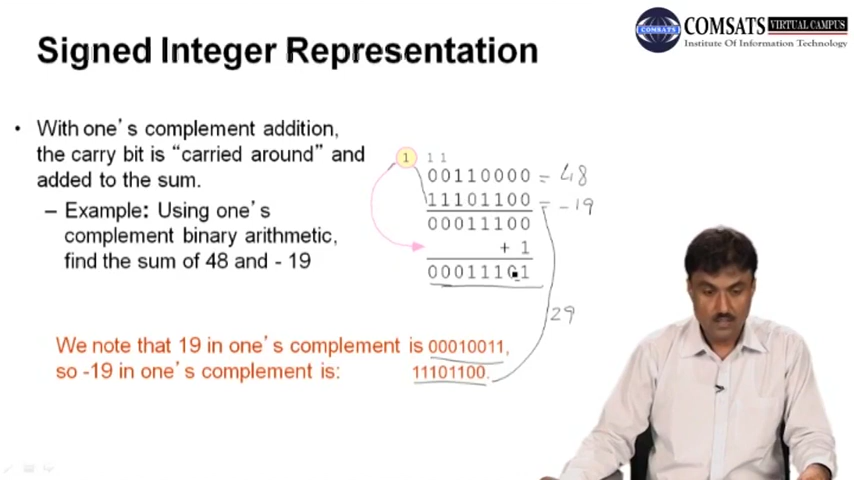 COMSATS VIRTUAL CAMPUS
COMSATS
Institute Of Information Technology
Signed Integer Representation
• With one's complement addition,
the carry bit is “carried around” and
added to the sum.
– Example: Using one's
complement binary arithmetic,
find the sum of 48 and - 19
1 1 1
00110000 = 48
11101100 = -19
00011100
+ 1
00011101
29
We note that 19 in one's complement is 00010011,
so -19 in one's complement is: 11101100.